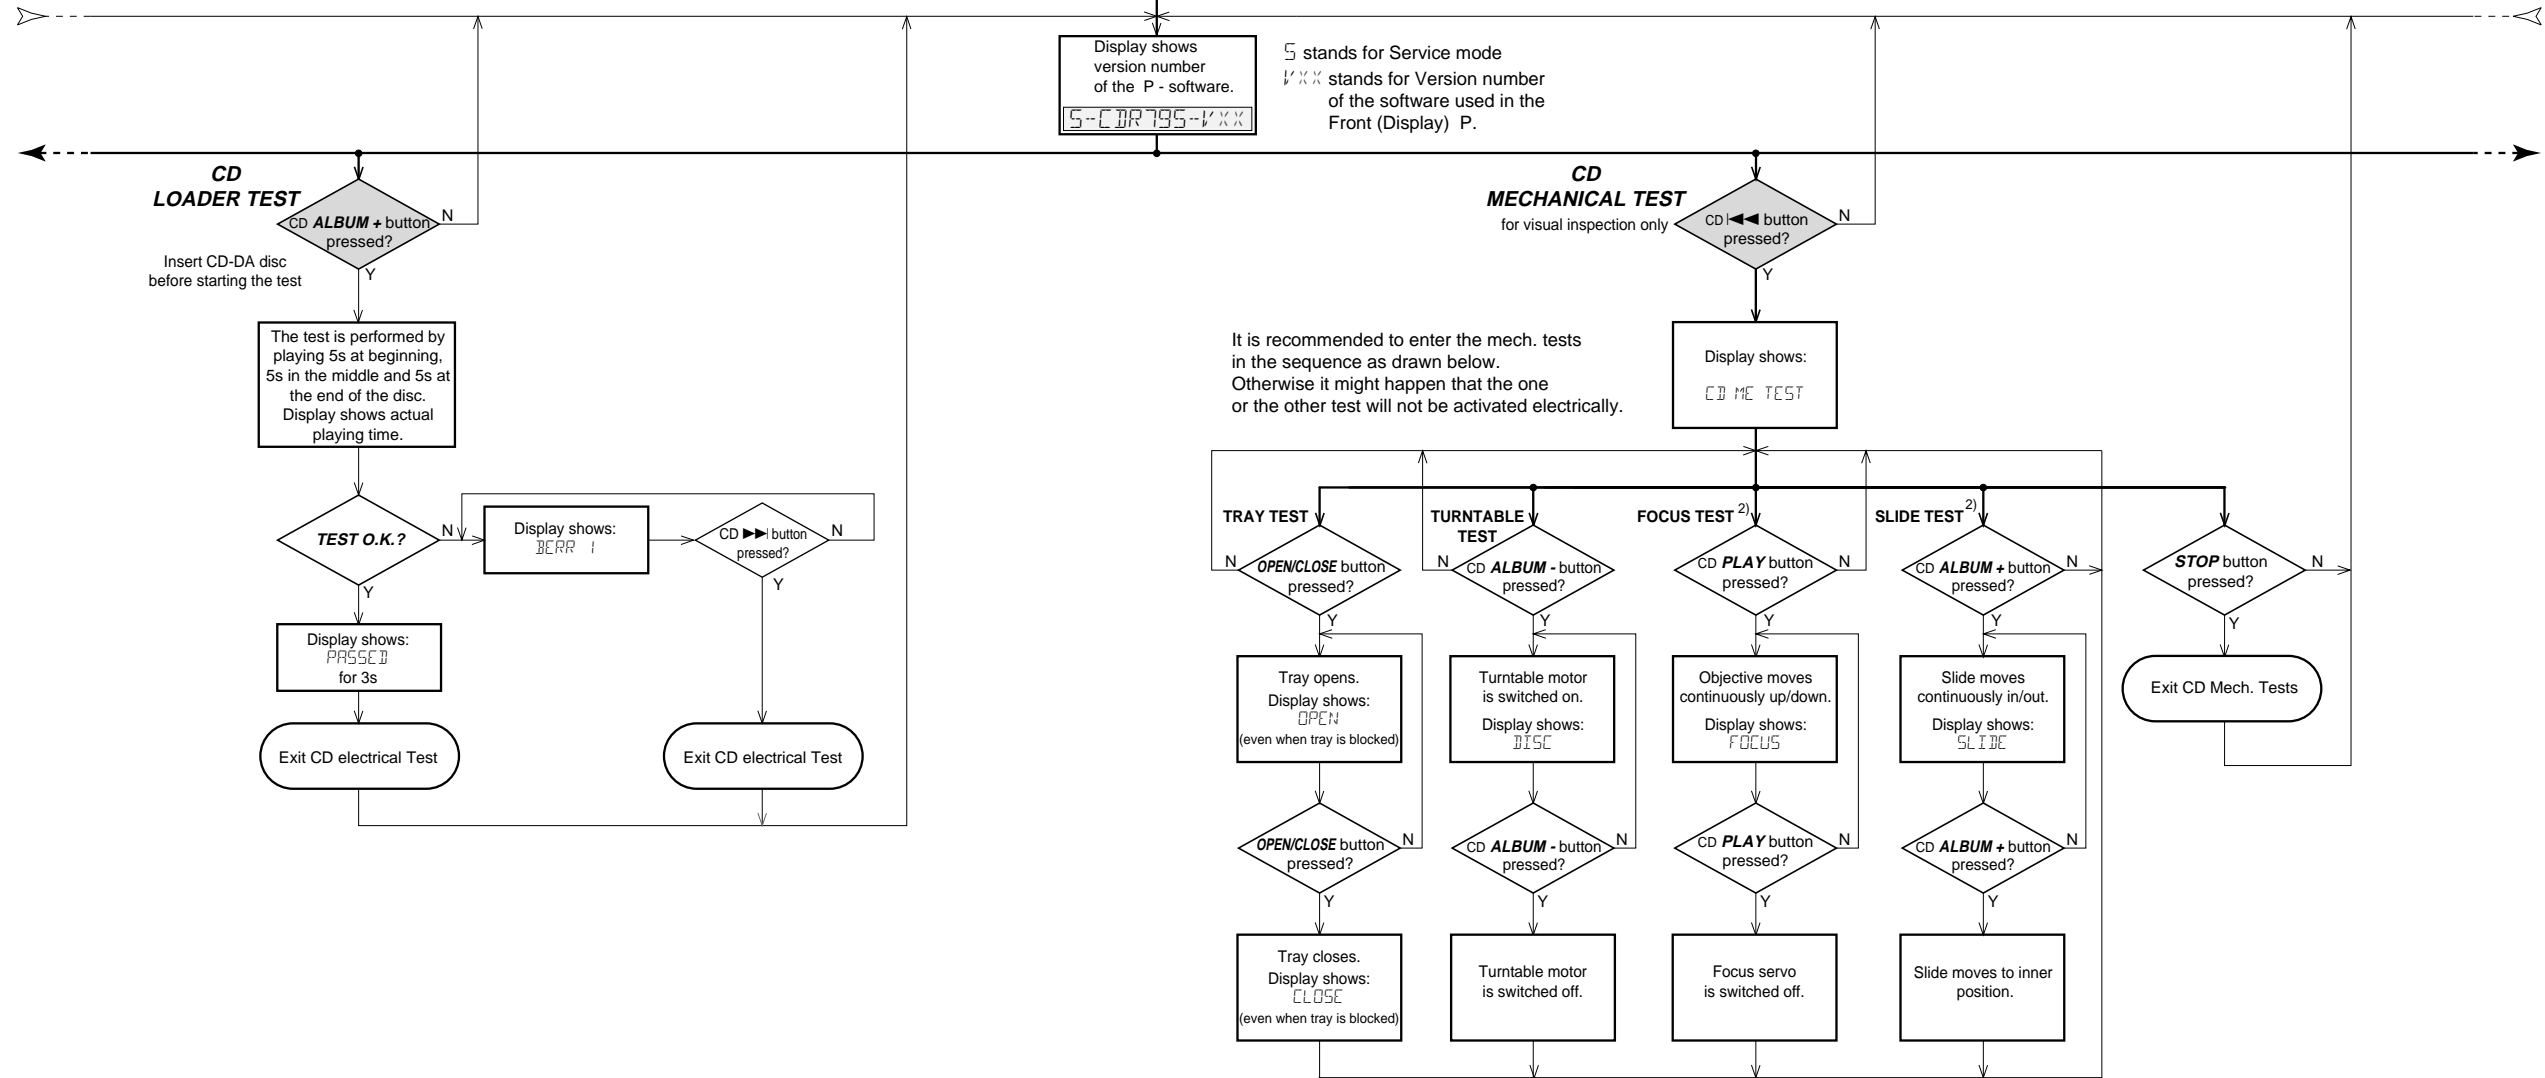 Display shows
version number
of the P - software.
S-CDR795-VXX
S stands for Service mode
VXX stands for Version number
of the software used in the
Front (Display) P.
CD
LOADER TEST
CD ALBUM + button
pressed?
N
Y
Insert CD-DA disc
before starting the test
The test is performed by
playing 5s at beginning,
5s in the middle and 5s at
the end of the disc.
Display shows actual
playing time.
TEST O.K.?
N
Y
Display shows:
BERR 1
CD ►►| button
pressed?
N
Y
Display shows:
PASSED
for 3s
Exit CD electrical Test
Exit CD electrical Test
CD
MECHANICAL TEST
for visual inspection only
CD |◄◄ button
pressed?
N
Y
It is recommended to enter the mech. tests
in the sequence as drawn below.
Otherwise it might happen that the one
or the other test will not be activated electrically.
Display shows:
CD ME TEST
TRAY TEST
OPEN/CLOSE button
pressed?
N
Y
Tray opens.
Display shows:
OPEN
(even when tray is blocked)
OPEN/CLOSE button
pressed?
N
Y
Tray closes.
Display shows:
CLOSE
(even when tray is blocked)
TURNTABLE
TEST
CD ALBUM - button
pressed?
N
Y
Turntable motor
is switched on.
Display shows:
DISC
CD ALBUM - button
pressed?
N
Y
Turntable motor
is switched off.
FOCUS TEST 2)
CD PLAY button
pressed?
N
Y
Objective moves
continuously up/down.
Display shows:
FOCUS
CD PLAY button
pressed?
N
Y
Focus servo
is switched off.
SLIDE TEST 2)
CD ALBUM + button
pressed?
N
Y
Slide moves
continuously in/out.
Display shows:
SLIDE
CD ALBUM + button
pressed?
N
Y
Slide moves to inner
position.
STOP button
pressed?
N
Y
Exit CD Mech. Tests